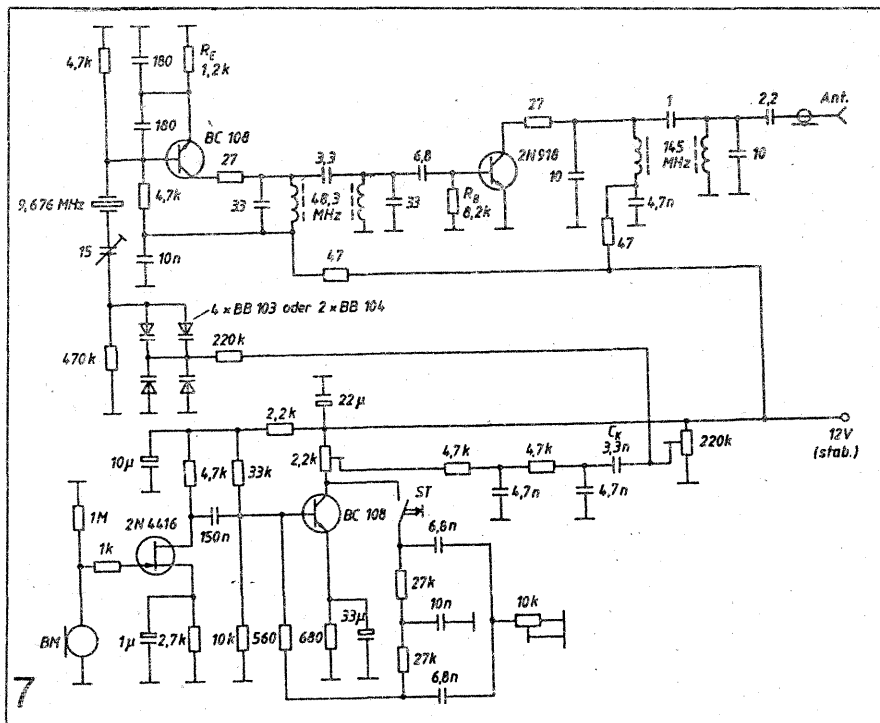 4,7k
180
R_E
1,2k
180
BC 108
27
3,3
6,8
27
2N918
1
2,2
Ant.
9,676 MHz
4,7k
33
48,3
MHz
33
R_B
8,2k
10
145
MHz
10
4,7n
47
15
10n
47
4 x BB 103 oder 2 x BB 104
470k
220k
22µ
2,2k
12V
(stab.)
10µ
4,7k
33k
2,2k
4,7k
4,7k
C_K
3,3n
220k
1M
2N4416
150n
BC 108
ST
4,7n
4,7n
1k
6,8n
27k
BM
1µ
2,7k
10k
560
680
33µ
10n
10k
27k
6,8n
7